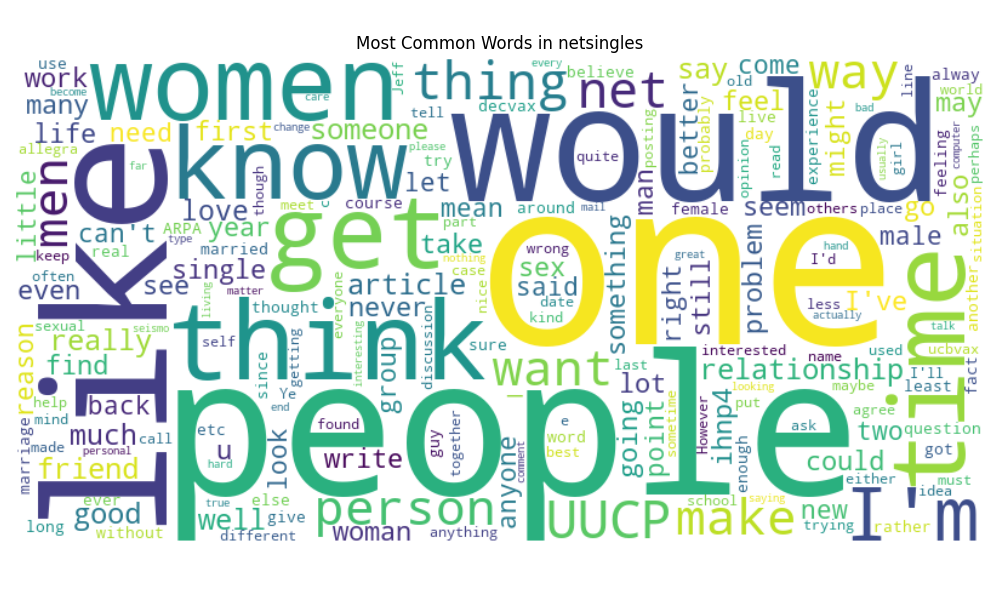 Most Common Words in netsingles
use
work
become
many
women
care
Jeff
thing
every
believe
net
say
come
old
way
line
alway
world
may
decvax
tell
life
need
first
change
someone
please
try
posting
better
probably
feel
live
day
opinion
read
experience
might
bad
usually
girl
feeling
computer
perhaps
allegra
men
far
know
would
quite
let
though
little
like
love
meet
c
course
mean
around
mail
man
female
seem
others
place
go
also
situation
can't
ARPA
year
get
part
take
something
male
real
type
married
keep
often
even
see
single
matter
living
thought
everyone
article
never
nothing
case
nice
wrong
sex
said
date
kind
one
great
right
still
problem
hand
I'd
less
I've
actually
time
another
fact
sexual
seismo
really
reason
find
self
think
interesting
discussion
sure
since
getting
group
want
last
interested
name
used
talk
ucbvax
relationship
I'll
least
help
mind
back
Ye
end
l
lot
looking
put
maybe
agree
question
made
marriage
much
call
personal
etc
u
hard
look
found
people
guy
together
write
e
word
best
going
point
sometime
However
ihnp4
enough
ask
two
got
could
either
idea
must
friend
ever
long
good
without
true
well
else
give
different
person
woman
anything
anyone
comment
UUCP
make
school
saying
new
trying
rather
I'm